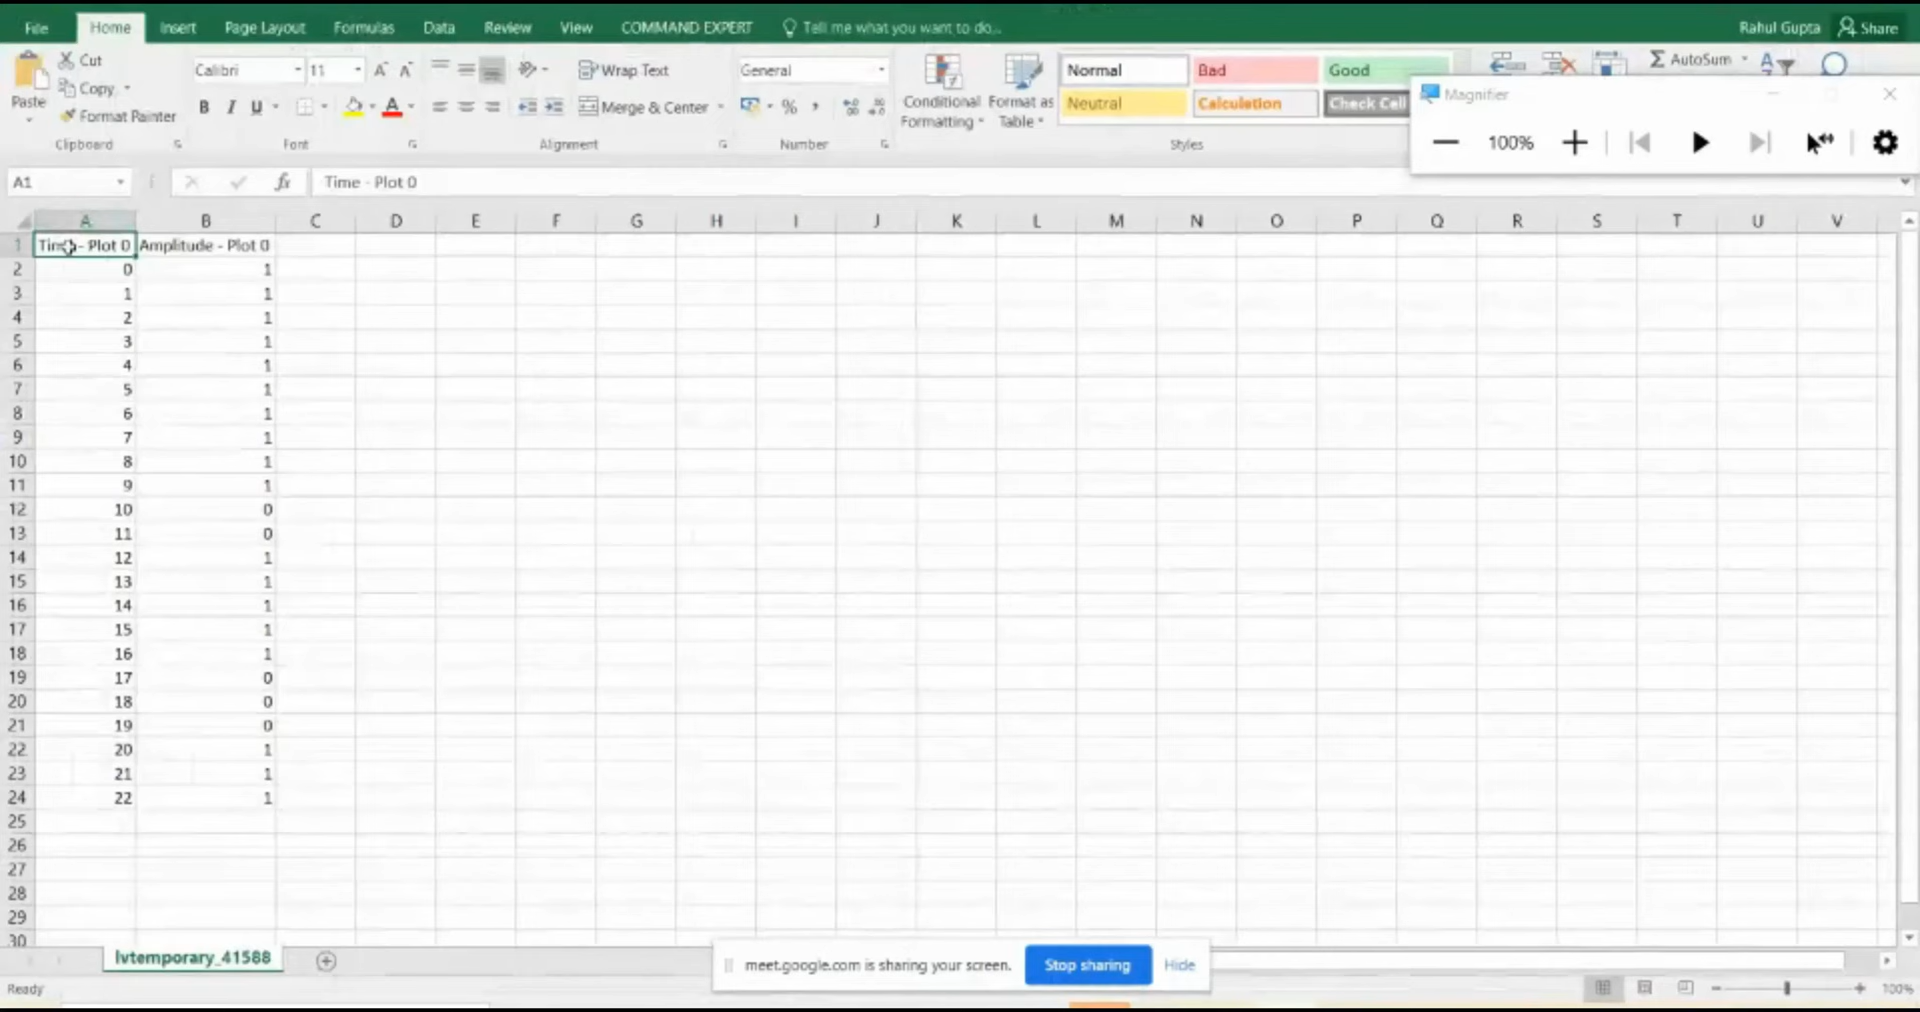 File Home Insert Page Layout Formulas Data Review View COMMAND EXPERT Tell me what you want to do... Rahul Gupta Share
Paste
Cut
Copy
Format Painter
Clipboard
Calibri 11
B I U
Font
Wrap Text
Merge & Center
Alignment
General
%
Number
Conditional Formatting
Format as Table
Normal Bad Good
Neutral Calculation Check Cell
Styles
AutoSum
Magnifier
100%
A1 fx Time - Plot 0
A B C D E F G H I J K L M N O P Q R S T U V
1 Time - Plot 0 Amplitude - Plot 0
2 0 1
3 1 1
4 2 1
5 3 1
6 4 1
7 5 1
8 6 1
9 7 1
10 8 1
11 9 1
12 10 0
13 11 0
14 12 1
15 13 1
16 14 1
17 15 1
18 16 1
19 17 0
20 18 0
21 19 0
22 20 1
23 21 1
24 22 1
25
26
27
28
29
30
lvtemporary_41588
meet.google.com is sharing your screen. Stop sharing Hide
Ready 100%